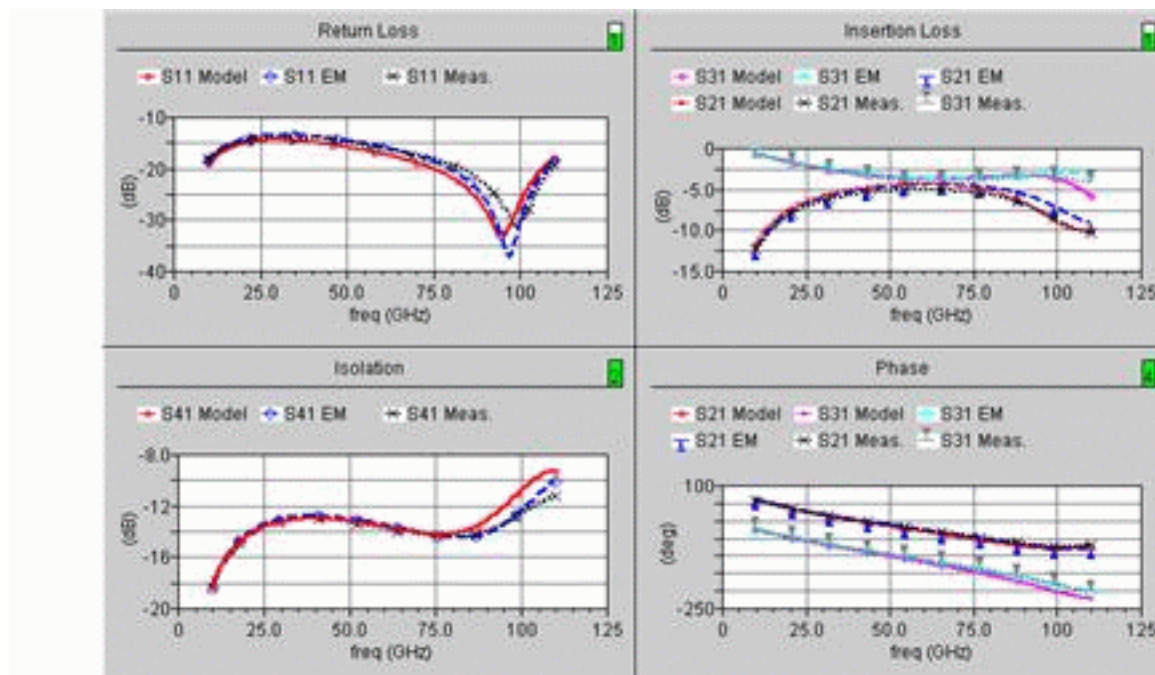 Return Loss
1
S11 Model S11 EM S11 Meas.
-10
-20
-30
-40
(dB)
0 25.0 50.0 75.0 100 125
freq (GHz)
Insertion Loss
S31 Model S31 EM S21 EM
S21 Model S21 Meas. S31 Meas.
0
-5.0
-10.0
-15.0
(dB)
0 25.0 50.0 75.0 100 125
freq (GHz)
Isolation
2
S41 Model S41 EM S41 Meas.
-8.0
-12
-16
-20
(dB)
0 25.0 50.0 75.0 100 125
freq (GHz)
Phase
4
S21 Model S31 Model S31 EM
S21 EM S21 Meas. S31 Meas.
100
-250
(deg)
0 25.0 50.0 75.0 100 125
freq (GHz)